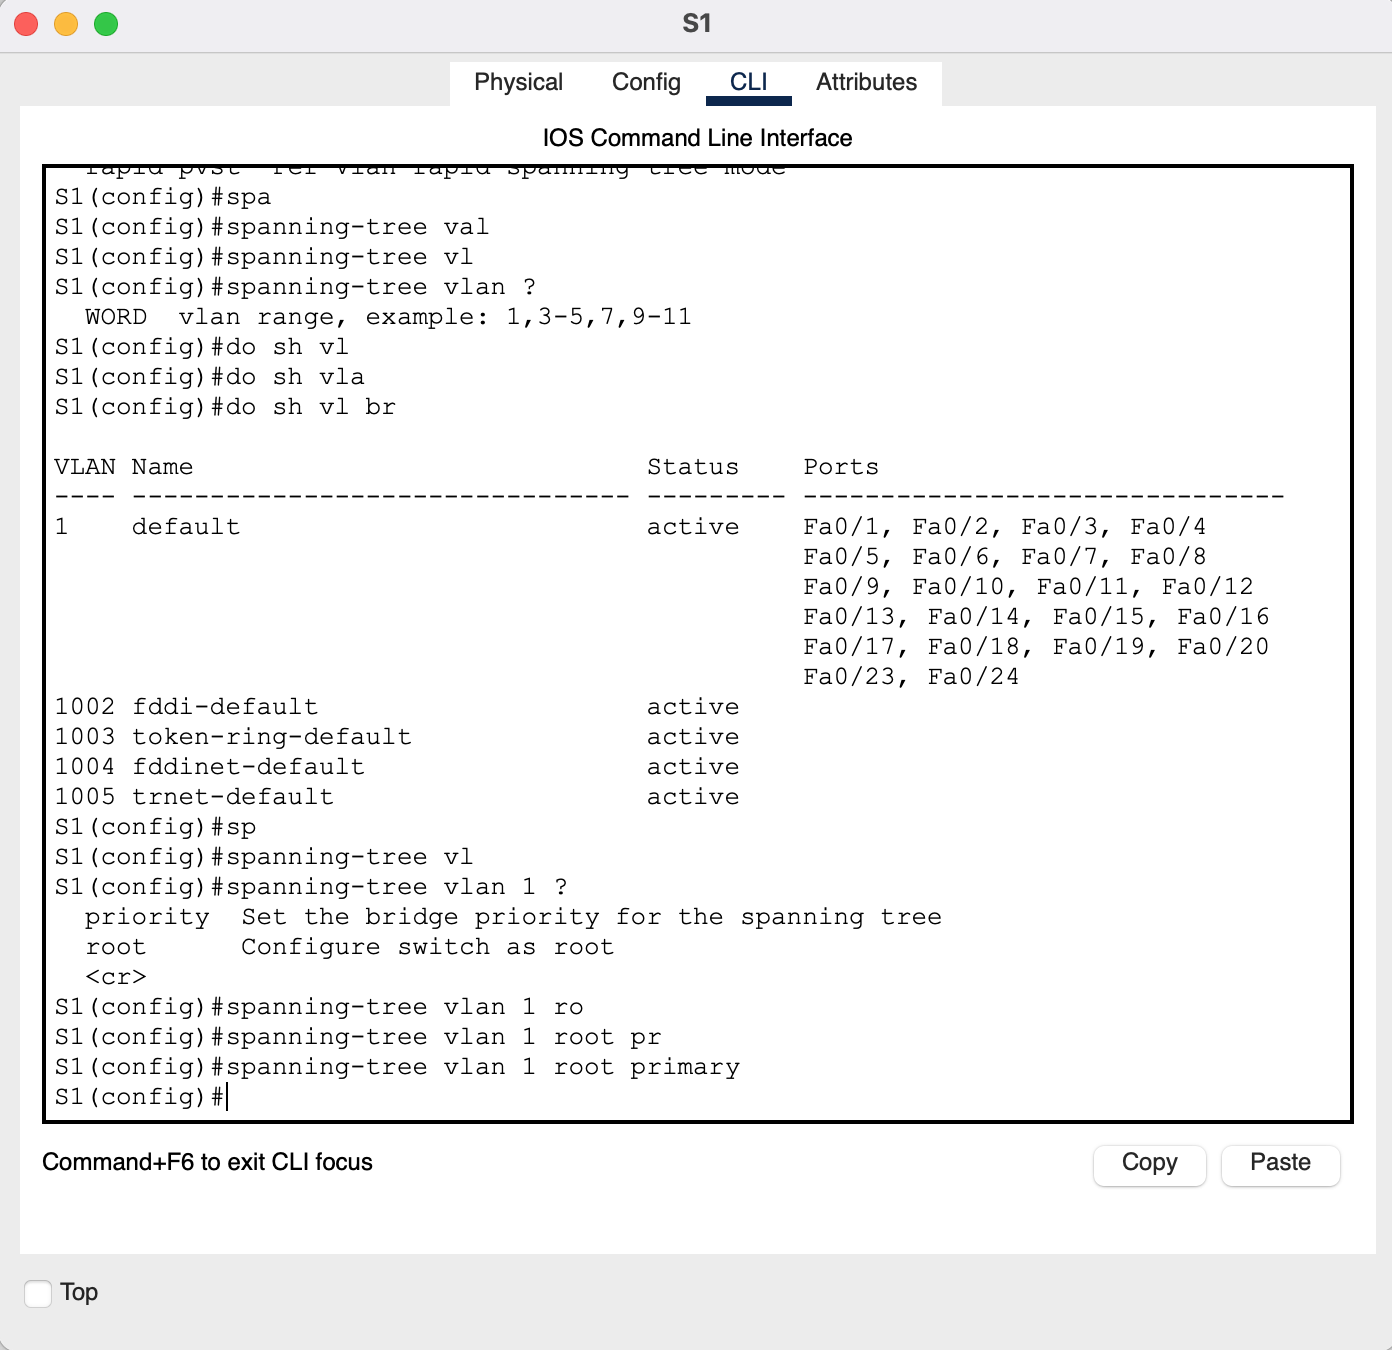 S1
Physical Config CLI Attributes
IOS Command Line Interface
rapid-pvst Per-Vlan rapid spanning tree mode
S1(config)#spa
S1(config)#spanning-tree val
S1(config)#spanning-tree vl
S1(config)#spanning-tree vlan ?
  WORD  vlan range, example: 1,3-5,7,9-11
S1(config)#do sh vl
S1(config)#do sh vla
S1(config)#do sh vl br

VLAN Name                             Status    Ports
---- -------------------------------- --------- -------------------------------
1    default                          active    Fa0/1, Fa0/2, Fa0/3, Fa0/4
                                                Fa0/5, Fa0/6, Fa0/7, Fa0/8
                                                Fa0/9, Fa0/10, Fa0/11, Fa0/12
                                                Fa0/13, Fa0/14, Fa0/15, Fa0/16
                                                Fa0/17, Fa0/18, Fa0/19, Fa0/20
                                                Fa0/23, Fa0/24
1002 fddi-default                     active
1003 token-ring-default               active
1004 fddinet-default                  active
1005 trnet-default                    active
S1(config)#sp
S1(config)#spanning-tree vl
S1(config)#spanning-tree vlan 1 ?
  priority  Set the bridge priority for the spanning tree
  root      Configure switch as root
  <cr>
S1(config)#spanning-tree vlan 1 ro
S1(config)#spanning-tree vlan 1 root pr
S1(config)#spanning-tree vlan 1 root primary
S1(config)#
Command+F6 to exit CLI focus
Copy Paste
Top